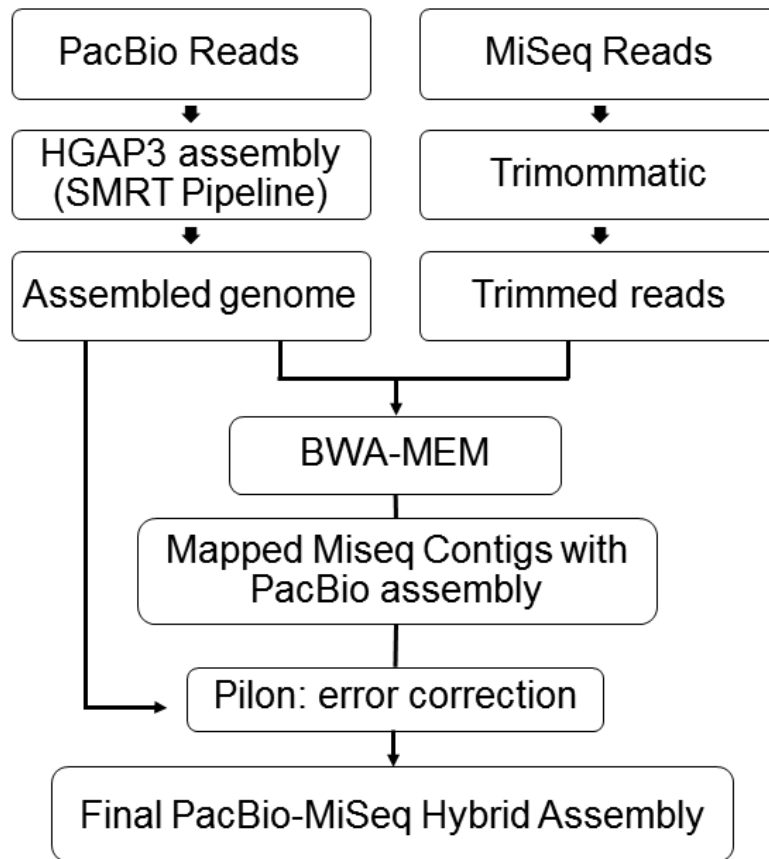 PacBio Reads
MiSeq Reads
HGAP3 assembly
(SMRT Pipeline)
Trimommatic
Assembled genome
Trimmed reads
BWA-MEM
Mapped Miseq Contigs with
PacBio assembly
Pilon: error correction
Final PacBio-MiSeq Hybrid Assembly